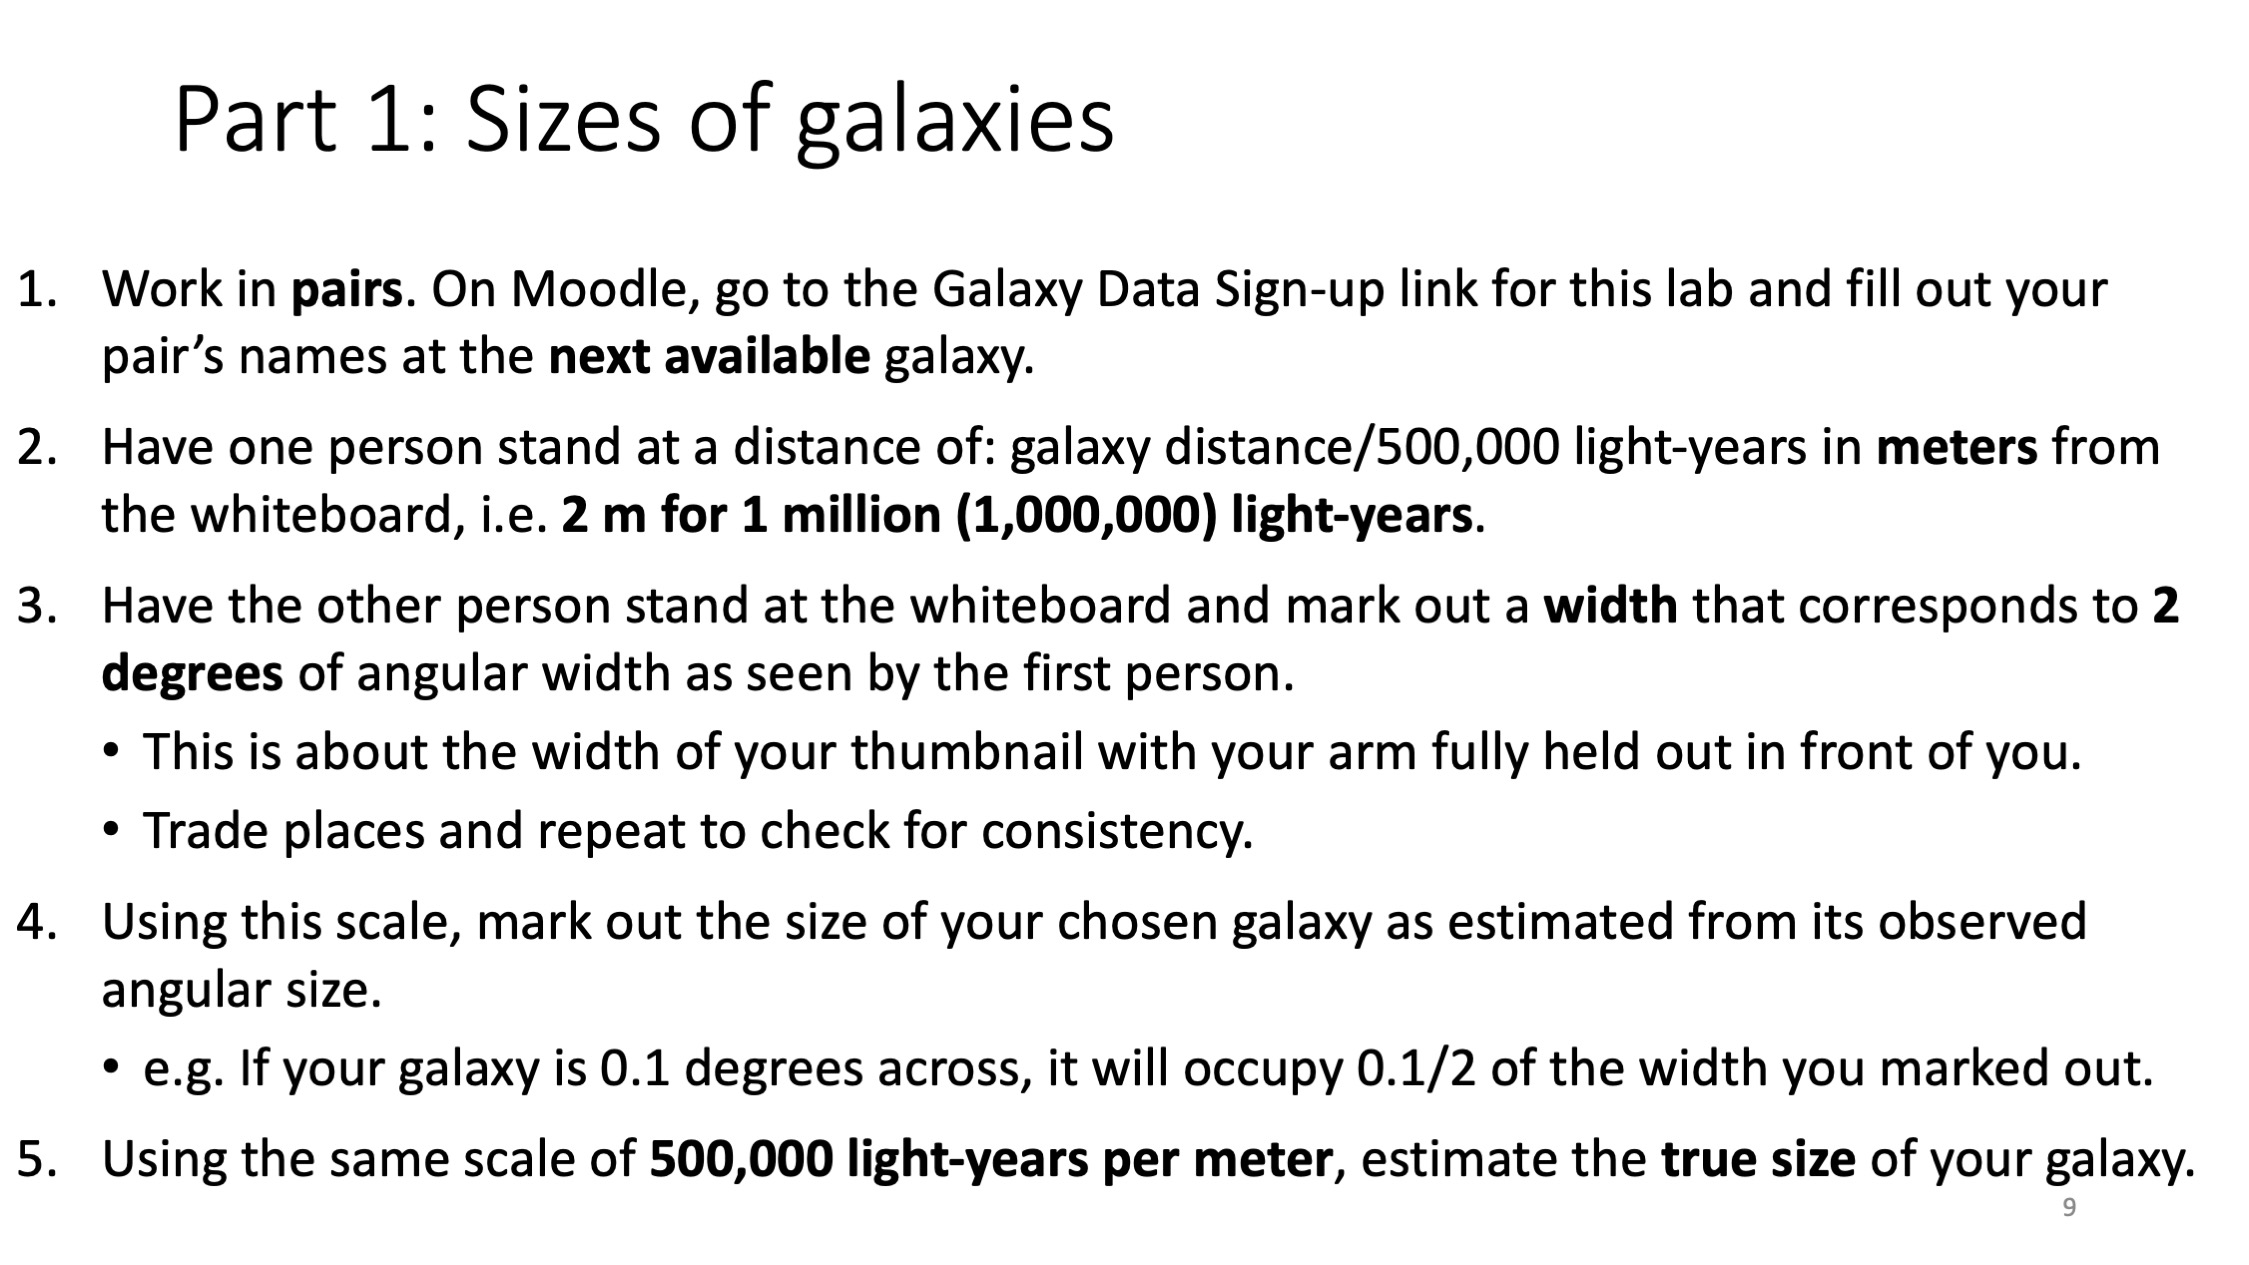 Part 1: Sizes of galaxies
1. Work in pairs. On Moodle, go to the Galaxy Data Sign-up link for this lab and fill out your
pair’s names at the next available galaxy.
2. Have one person stand at a distance of: galaxy distance/500,000 light-years in meters from
the whiteboard, i.e. 2 m for 1 million (1,000,000) light-years.
3. Have the other person stand at the whiteboard and mark out a width that corresponds to 2
degrees of angular width as seen by the first person.
• This is about the width of your thumbnail with your arm fully held out in front of you.
• Trade places and repeat to check for consistency.
4. Using this scale, mark out the size of your chosen galaxy as estimated from its observed
angular size.
• e.g. If your galaxy is 0.1 degrees across, it will occupy 0.1/2 of the width you marked out.
5. Using the same scale of 500,000 light-years per meter, estimate the true size of your galaxy.
9